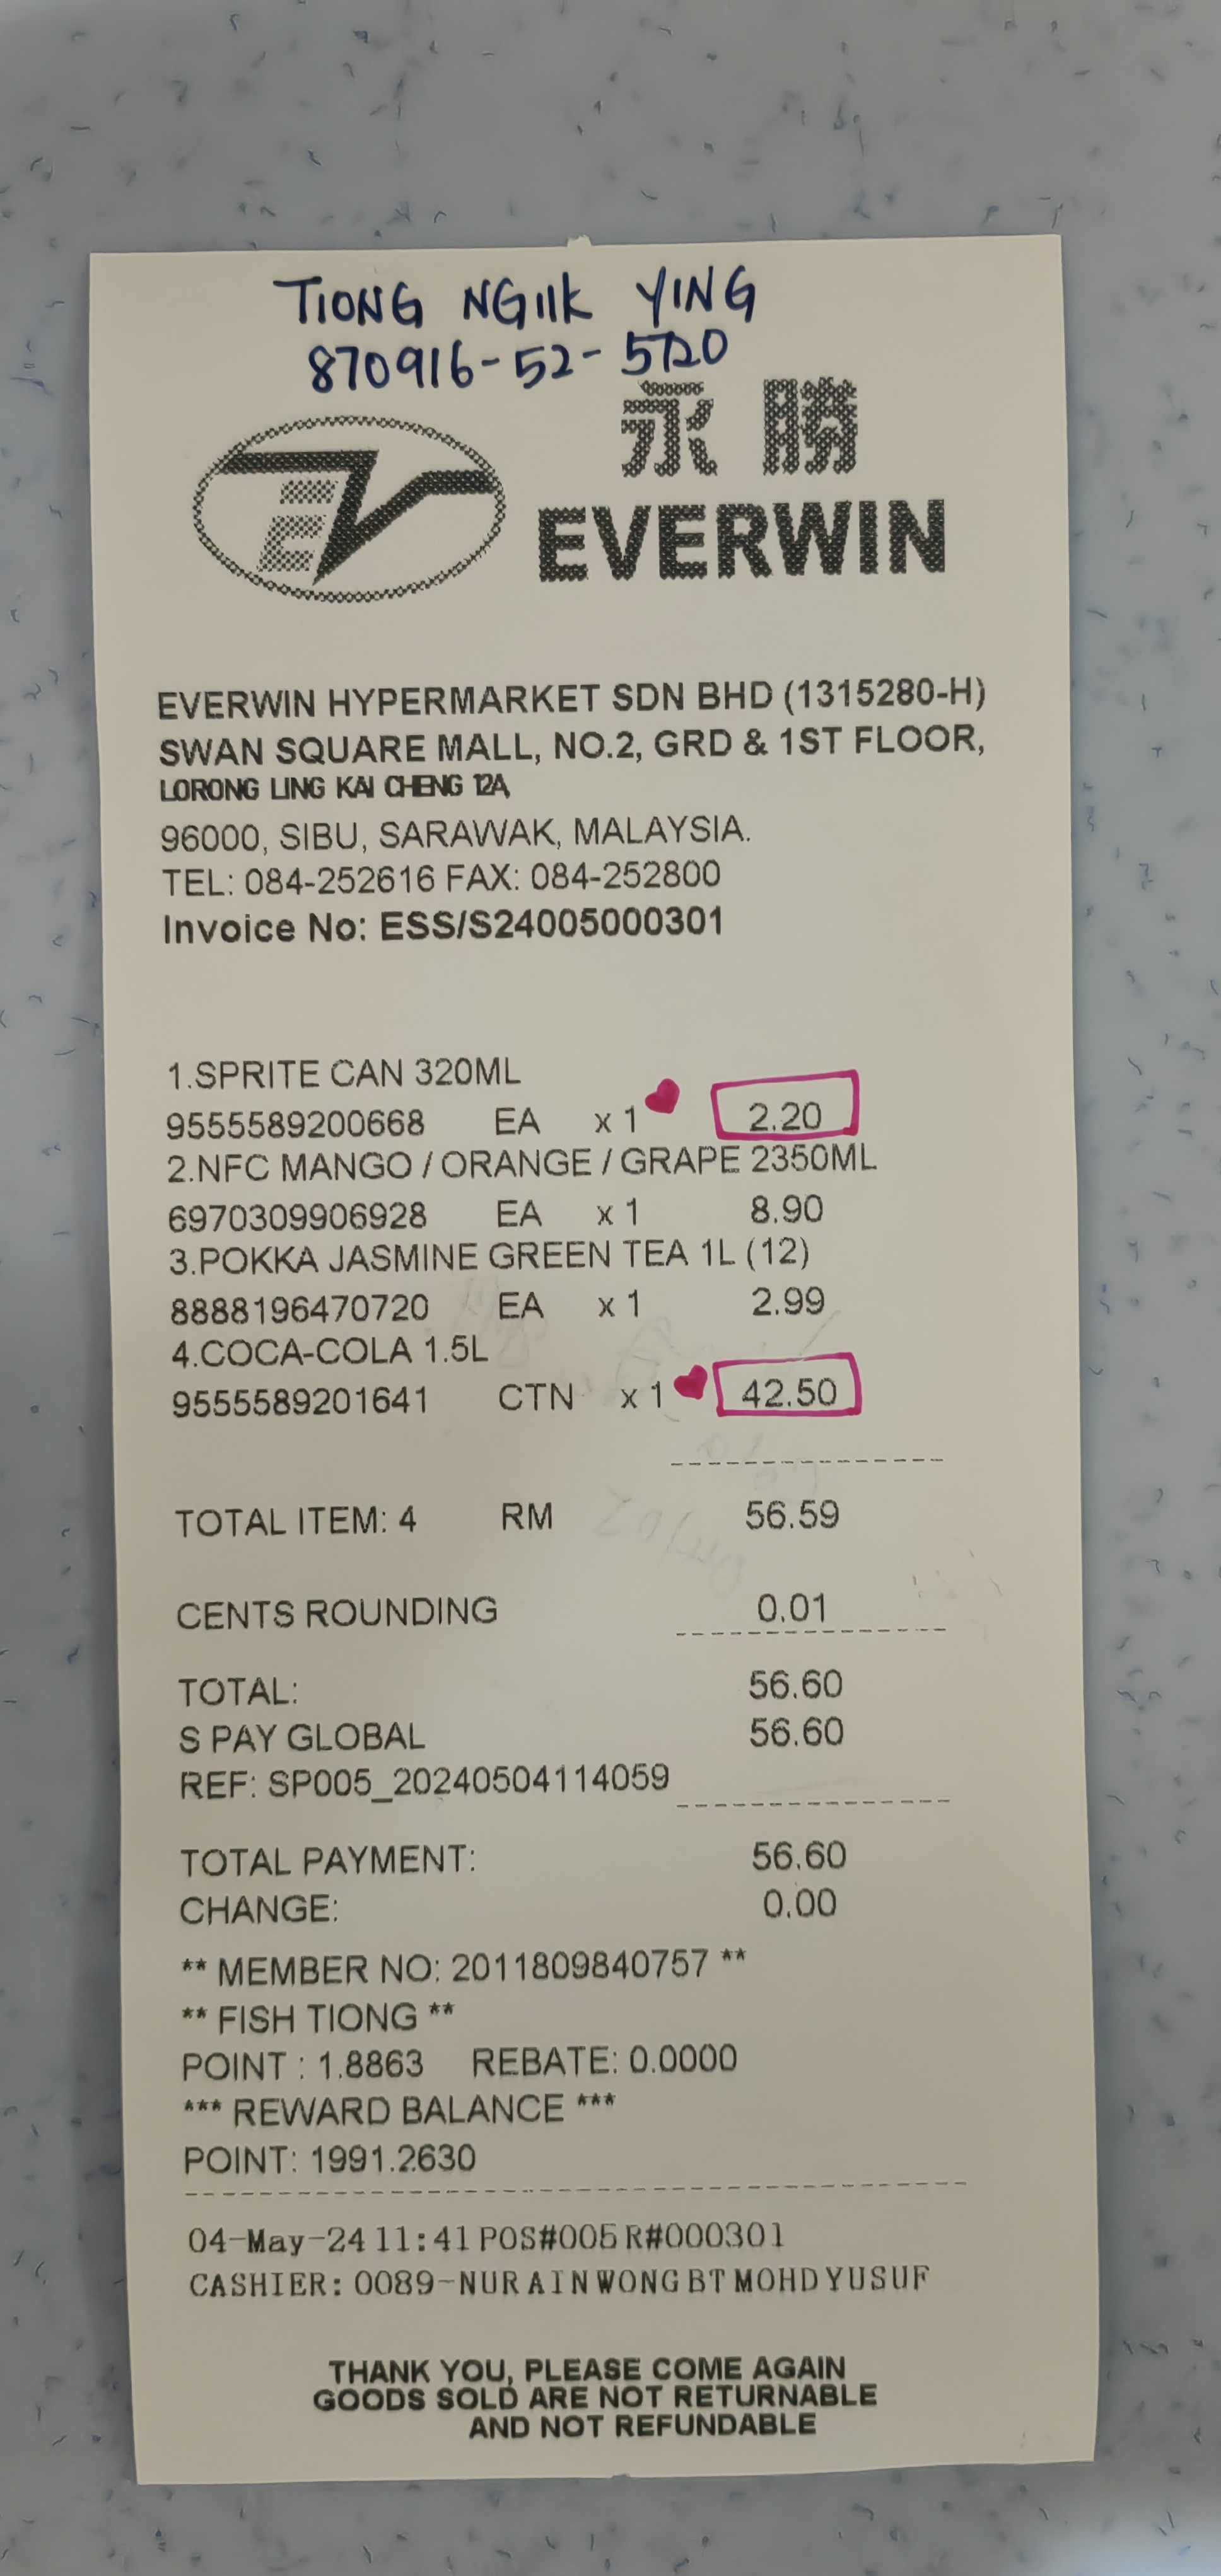 TIONG NGIIK YING
870916-52-5120
永勝
EVERWIN
EVERWIN HYPERMARKET SDN BHD (1315280-H)
SWAN SQUARE MALL, NO.2, GRD & 1ST FLOOR,
LORONG LING KAI CHENG 12A,
96000, SIBU, SARAWAK, MALAYSIA.
TEL: 084-252616 FAX: 084-252800
Invoice No: ESS/S24005000301
1.SPRITE CAN 320ML
9555589200668 EA x 1 2.20
2.NFC MANGO / ORANGE / GRAPE 2350ML
6970309906928 EA x 1 8.90
3.POKKA JASMINE GREEN TEA 1L (12)
8888196470720 EA x 1 2.99
4.COCA-COLA 1.5L
9555589201641 CTN x 1 42.50
TOTAL ITEM: 4 RM 56.59
CENTS ROUNDING 0.01
TOTAL: 56.60
S PAY GLOBAL 56.60
REF: SP005_20240504114059
TOTAL PAYMENT: 56.60
CHANGE: 0.00
** MEMBER NO: 2011809840757 **
** FISH TIONG **
POINT : 1.8863 REBATE: 0.0000
*** REWARD BALANCE ***
POINT: 1991.2630
04-May-24 11:41 POS#005 R#000301
CASHIER: 0089-NUR AIN WONG BT MOHD YUSUF
THANK YOU, PLEASE COME AGAIN
GOODS SOLD ARE NOT RETURNABLE
AND NOT REFUNDABLE